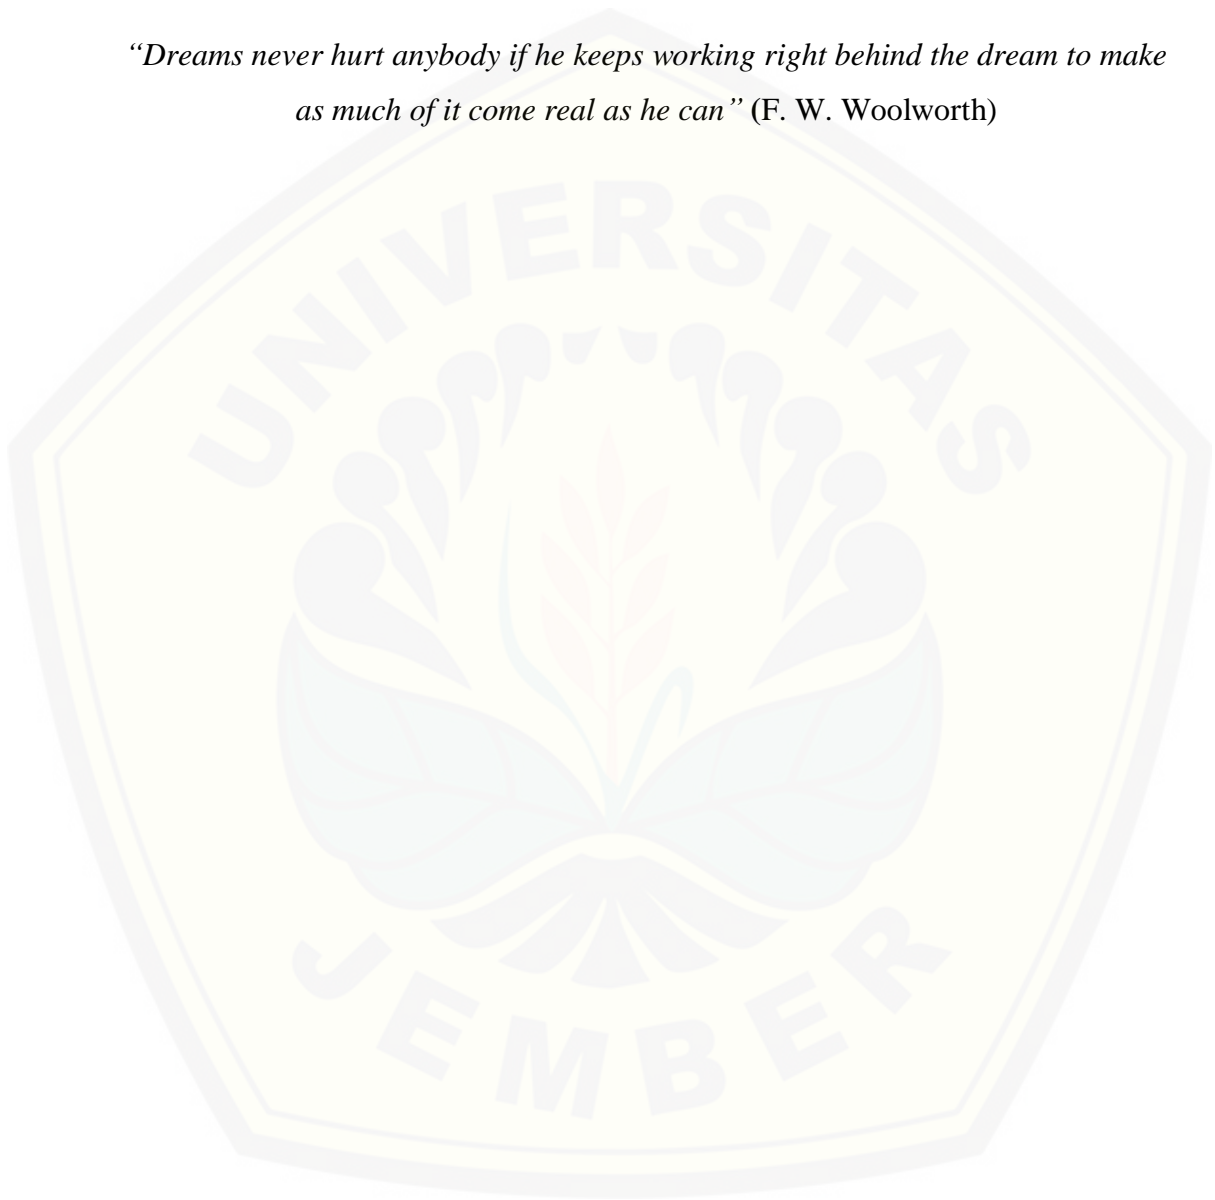 “Dreams never hurt anybody if he keeps working right behind the dream to make
as much of it come real as he can” (F. W. Woolworth)
UNIVERSITAS
JEMBER